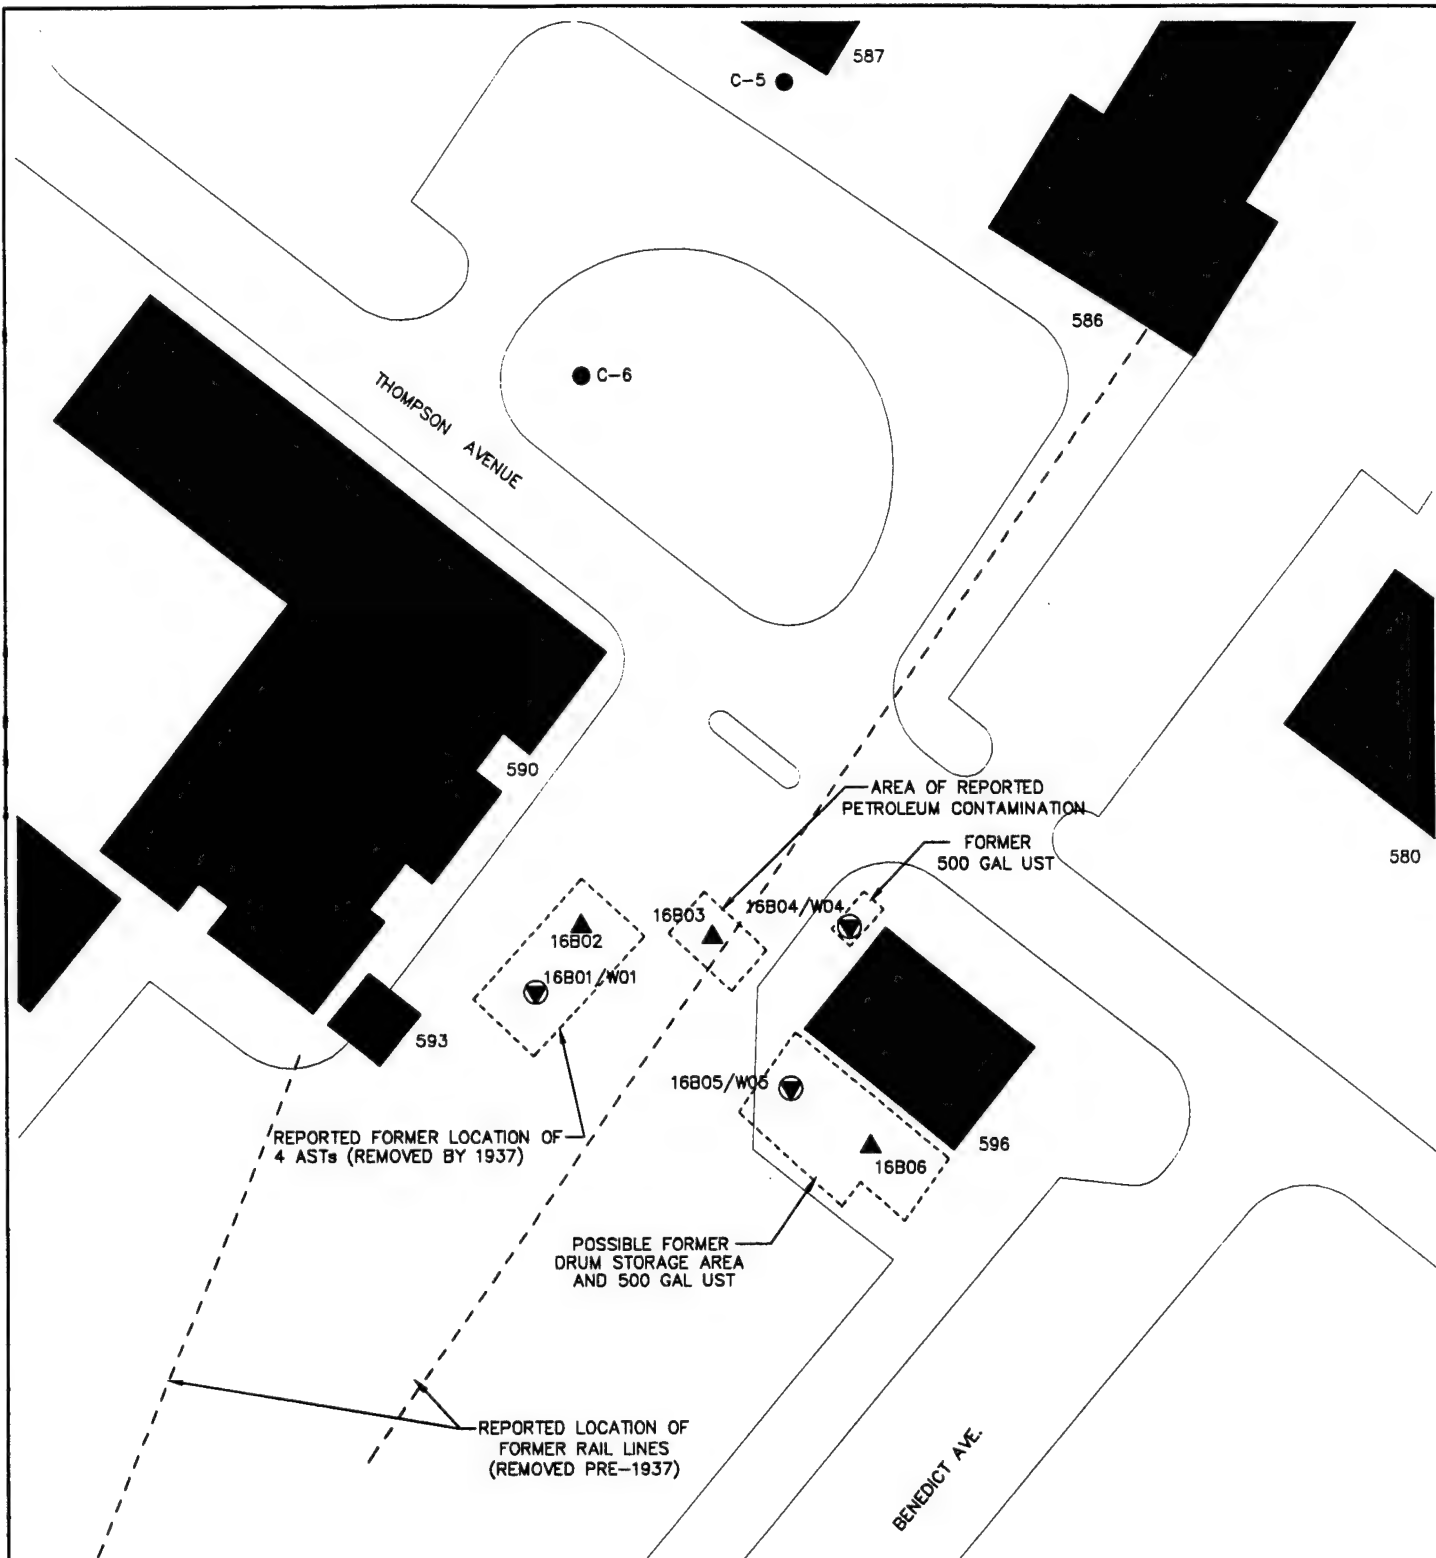 587
C-5
586
C-6
THOMPSON AVENUE
590
AREA OF REPORTED
PETROLEUM CONTAMINATION
FORMER
500 GAL UST
580
16B03
16B04/W04
16B02
16B01/W01
593
16B05/W05
REPORTED FORMER LOCATION OF
4 ASTs (REMOVED BY 1937)
596
16B06
POSSIBLE FORMER
DRUM STORAGE AREA
AND 500 GAL UST
REPORTED LOCATION OF
FORMER RAIL LINES
(REMOVED PRE-1937)
BENEDICT AVE.